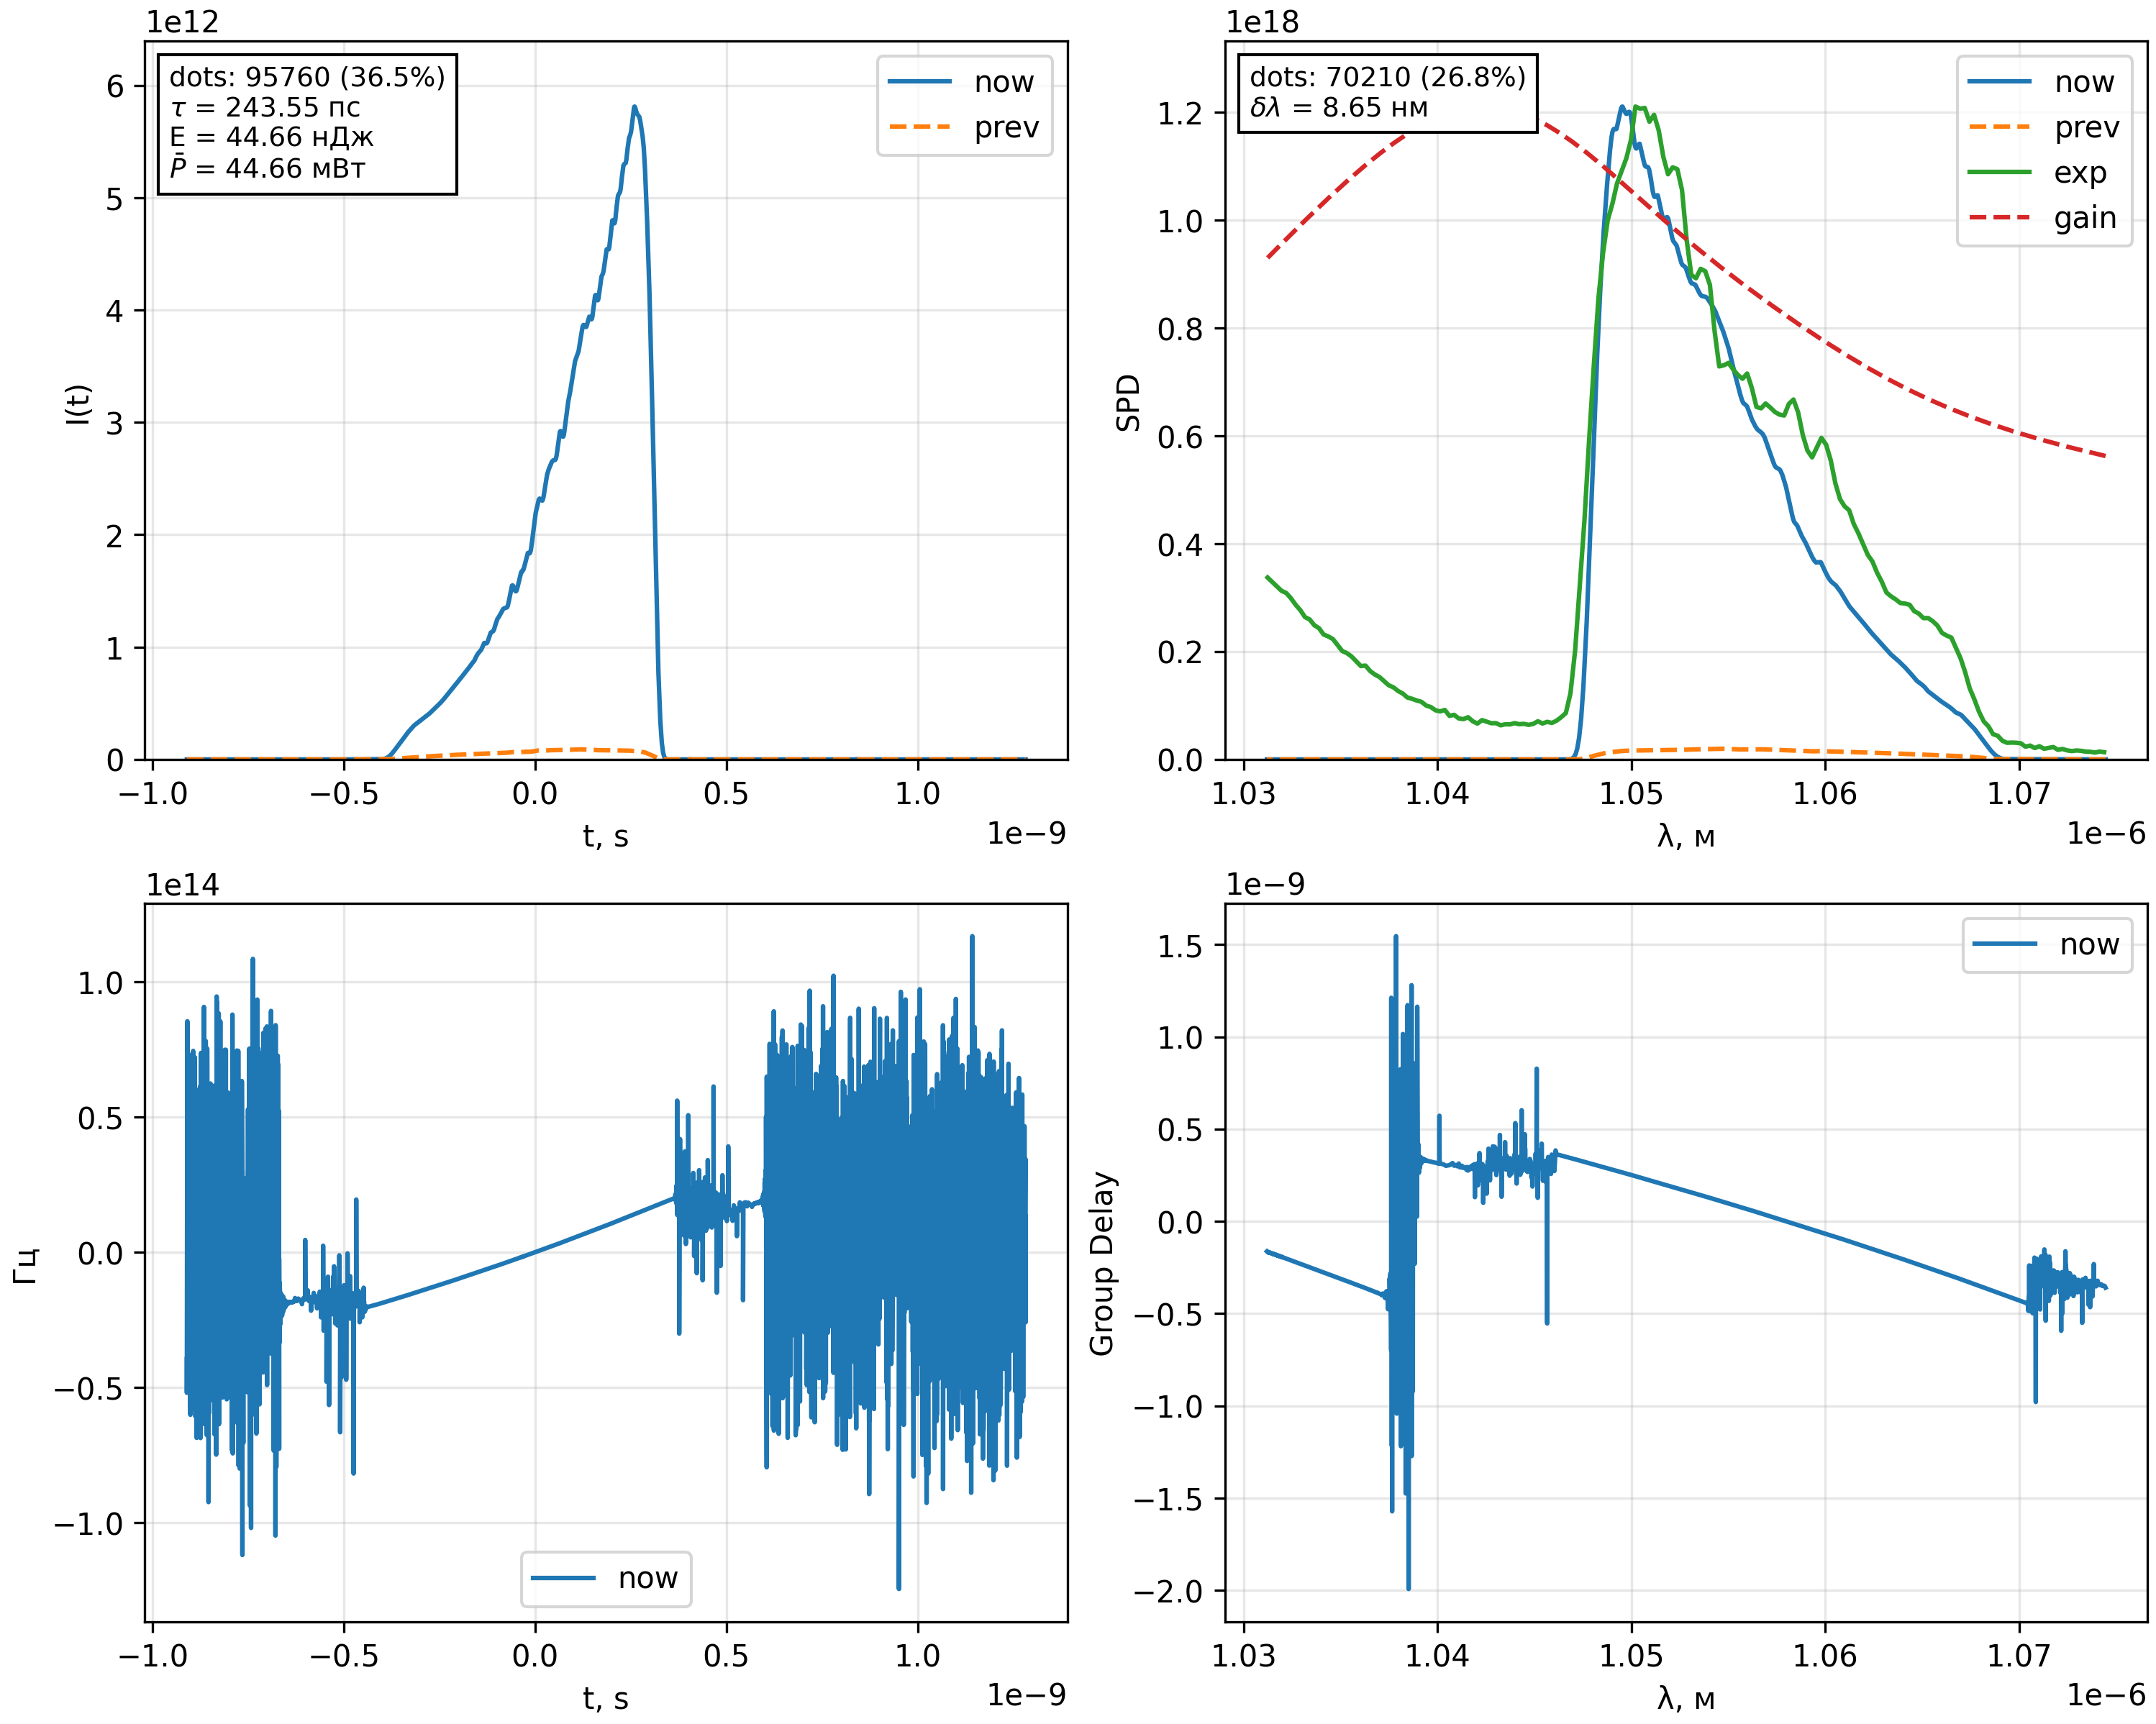 1e12
dots: 95760 (36.5%)
τ = 243.55 пс
E = 44.66 нДж
P̄ = 44.66 мВт
now
prev
I(t)
6
5
4
3
2
1
0
−1.0 −0.5 0.0 0.5 1.0
t, s
1e−9
1e18
dots: 70210 (26.8%)
δλ = 8.65 нм
now
prev
exp
gain
SPD
1.2
1.0
0.8
0.6
0.4
0.2
0.0
1.03 1.04 1.05 1.06 1.07
λ, м
1e−6
1e14
Гц
1.0
0.5
0.0
−0.5
−1.0
now
−1.0 −0.5 0.0 0.5 1.0
t, s
1e−9
1e−9
now
Group Delay
1.5
1.0
0.5
0.0
−0.5
−1.0
−1.5
−2.0
1.03 1.04 1.05 1.06 1.07
λ, м
1e−6